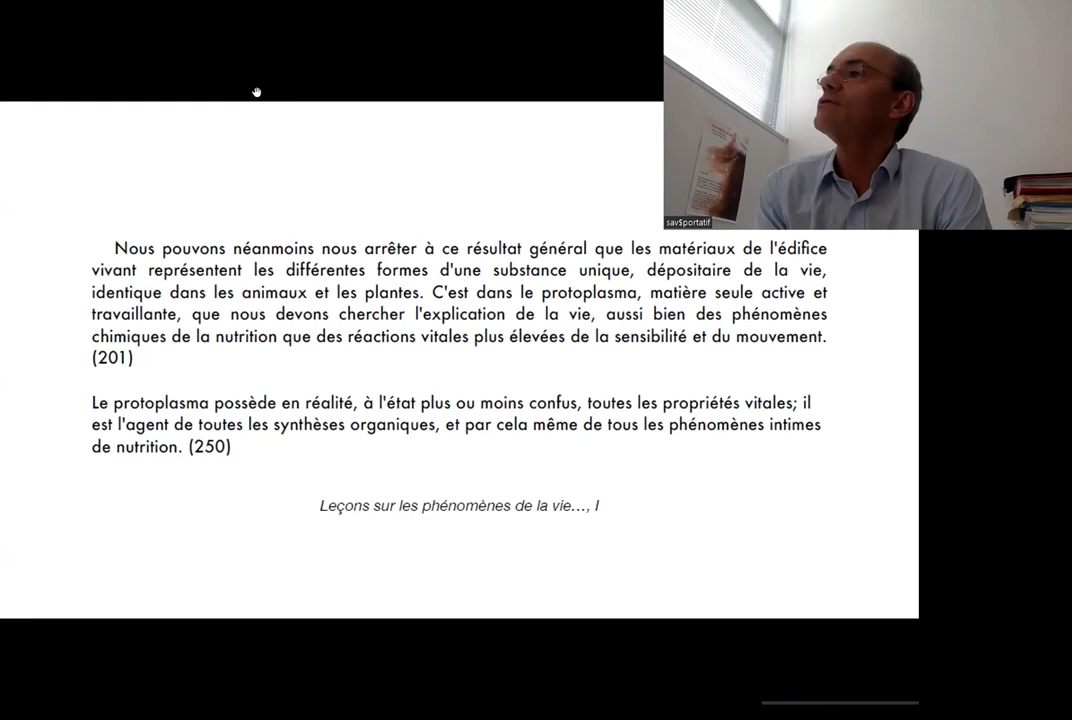 sav$portatif
Nous pouvons néanmoins nous arrêter à ce résultat général que les matériaux de l'édifice
vivant représentent les différentes formes d'une substance unique, dépositaire de la vie,
identique dans les animaux et les plantes. C'est dans le protoplasma, matière seule active et
travaillante, que nous devons chercher l'explication de la vie, aussi bien des phénomènes
chimiques de la nutrition que des réactions vitales plus élevées de la sensibilité et du mouvement.
(201)
Le protoplasma possède en réalité, à l'état plus ou moins confus, toutes les propriétés vitales; il
est l'agent de toutes les synthèses organiques, et par cela même de tous les phénomènes intimes
de nutrition. (250)
Leçons sur les phénomènes de la vie…, I